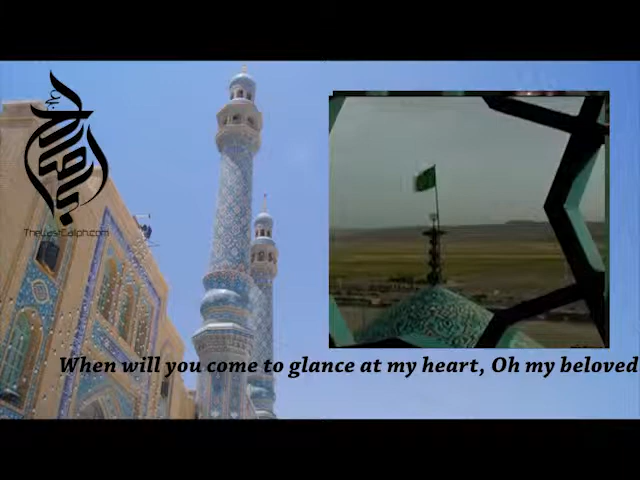 TheLastCaliph.com
When will you come to glance at my heart, Oh my beloved